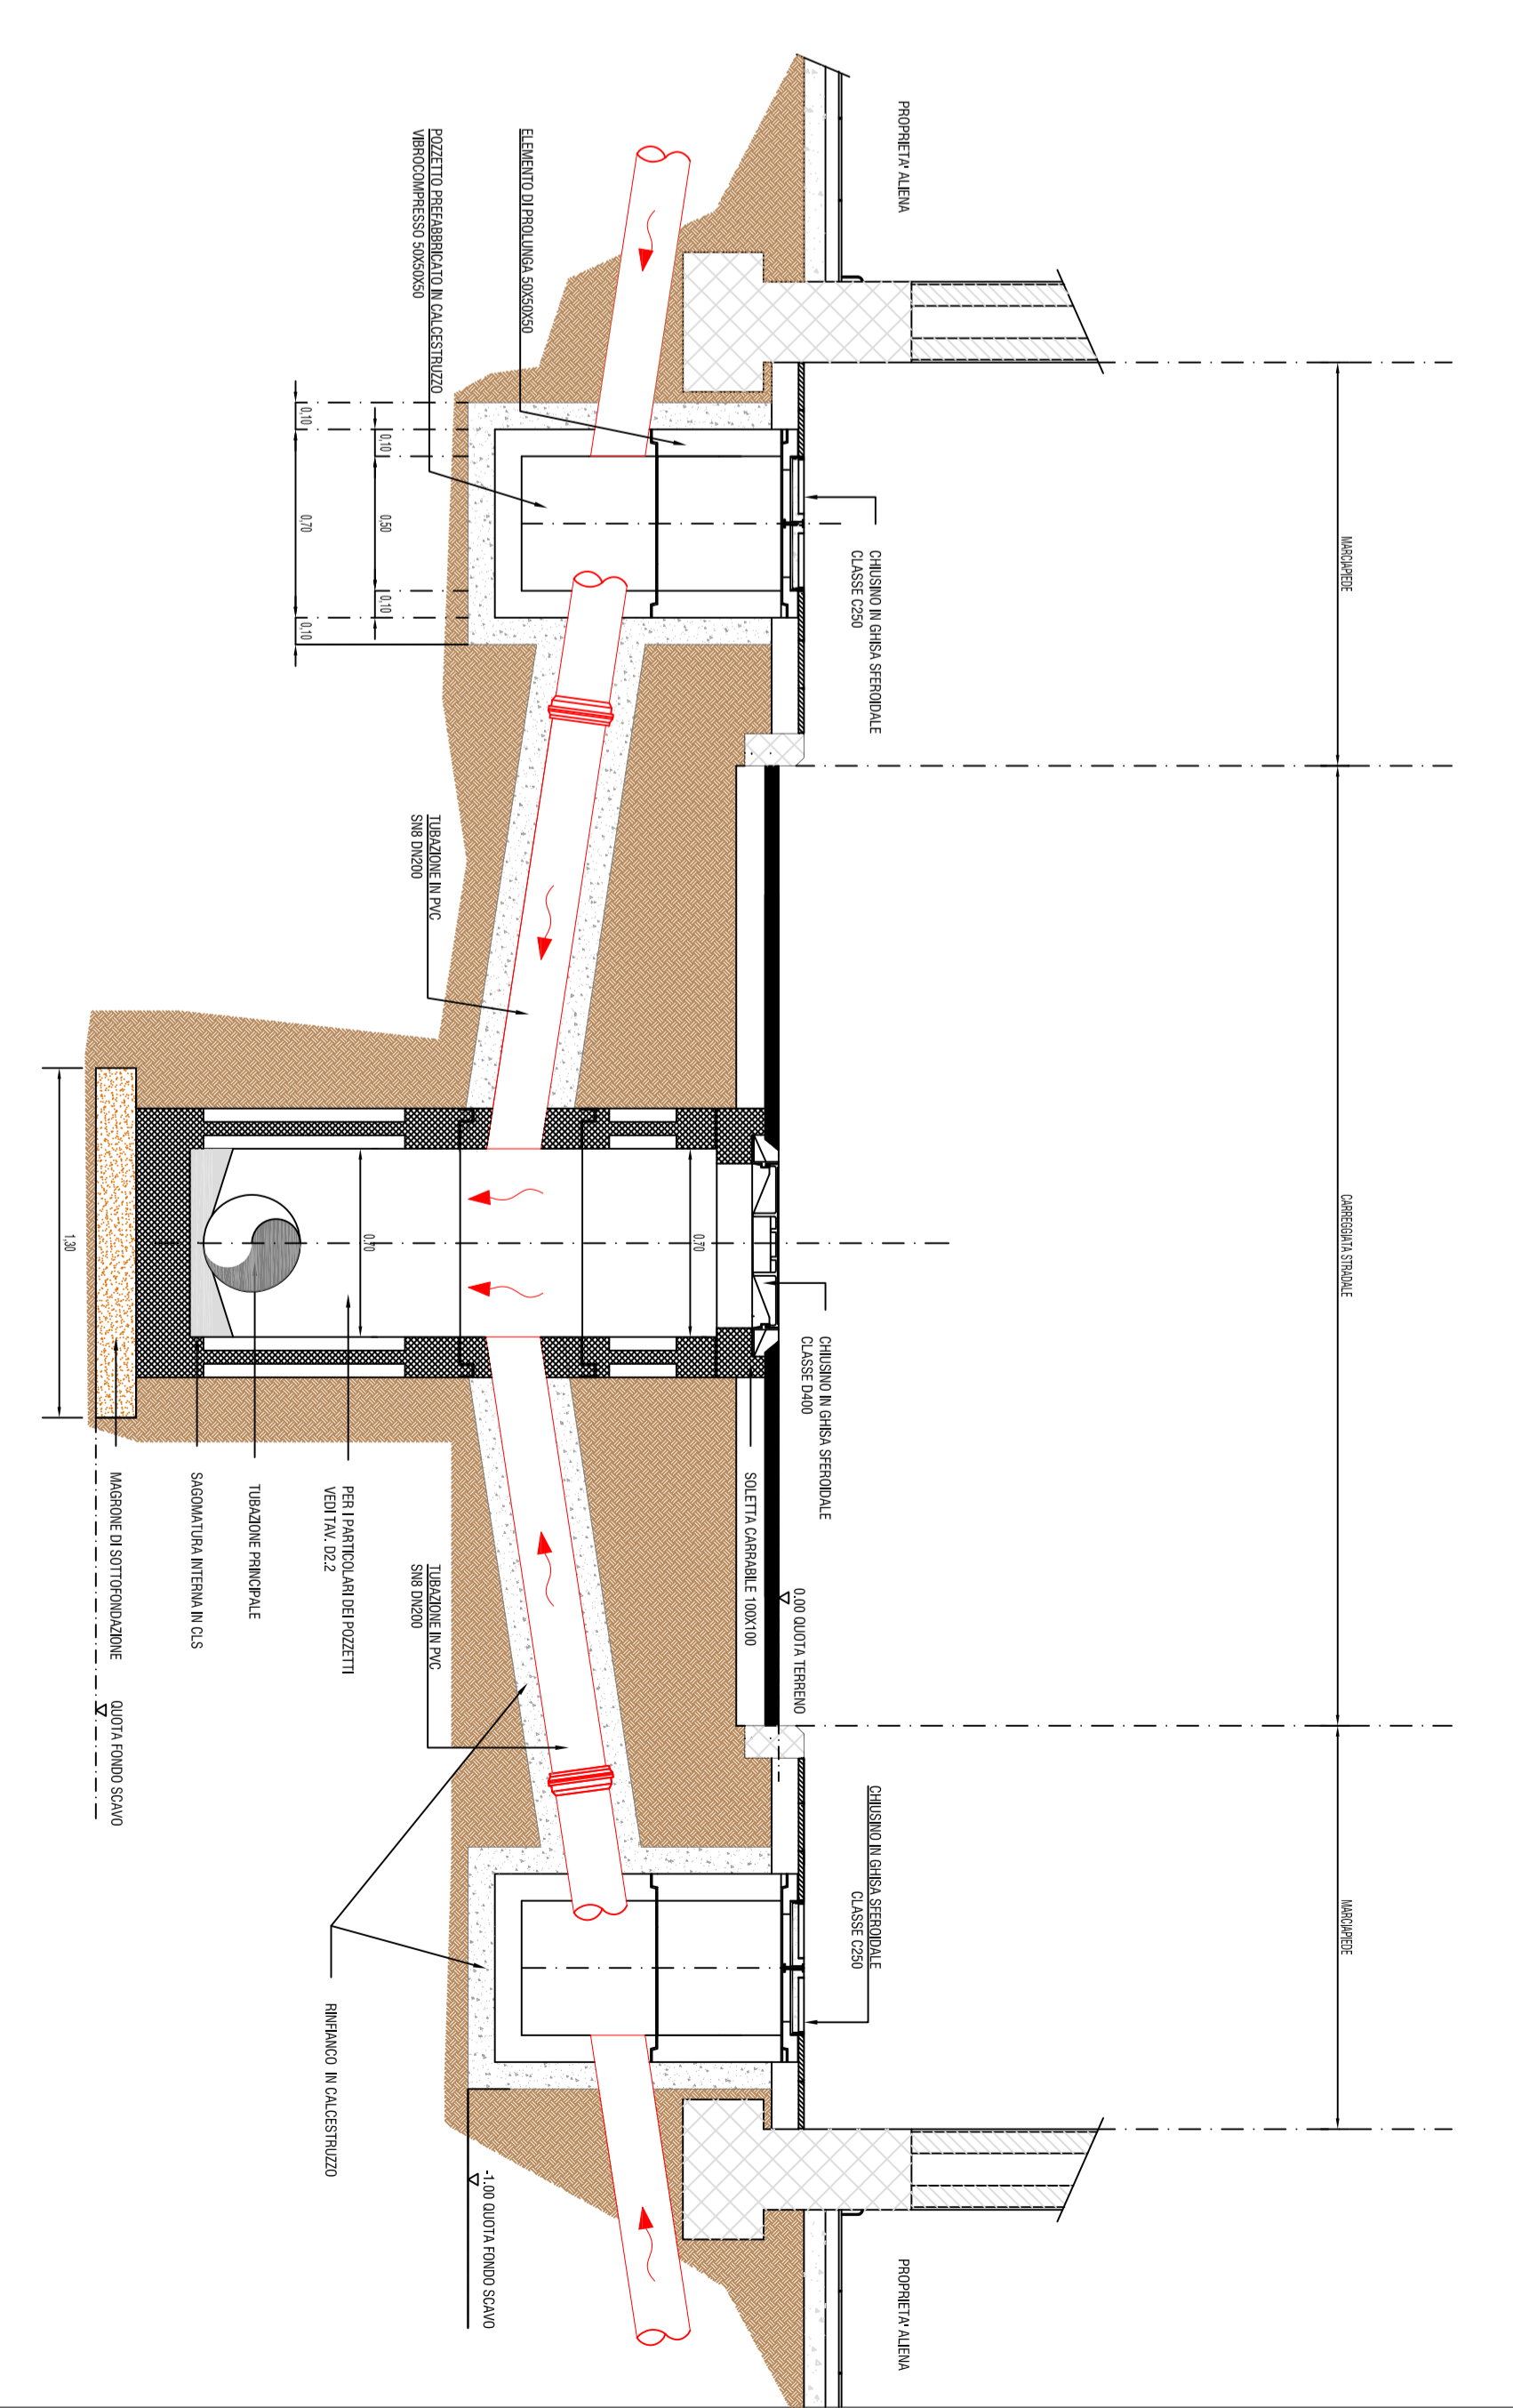 MARCIAPIEDE
CARREGGIATA STRADALE
MARCIAPIEDE
PROPRIETA' ALIENA
PROPRIETA' ALIENA
CHIUSINO IN GHISA SFEROIDALE
CLASSE C250
CHIUSINO IN GHISA SFEROIDALE
CLASSE D400
CHIUSINO IN GHISA SFEROIDALE
CLASSE C250
0.00 QUOTA TERRENO
SOLETTA CARRABILE 100X100
0.70
ELEMENTO DI PROLUNGA 50X50X50
POZZETTO PREFABBRICATO IN CALCESTRUZZO
VIBROCOMPRESSO 50X50X50
TUBAZIONE IN PVC
SN8 DN200
TUBAZIONE IN PVC
SN8 DN200
-1.00 QUOTA FONDO SCAVO
0,10
0,50
0,10
0,10
0,70
0,10
0.70
PER I PARTICOLARI DEI POZZETTI
VEDI TAV. D2.2
RINFIANCO IN CALCESTRUZZO
TUBAZIONE PRINCIPALE
SAGOMATURA INTERNA IN CLS
MAGRONE DI SOTTOFONDAZIONE
QUOTA FONDO SCAVO
1,30